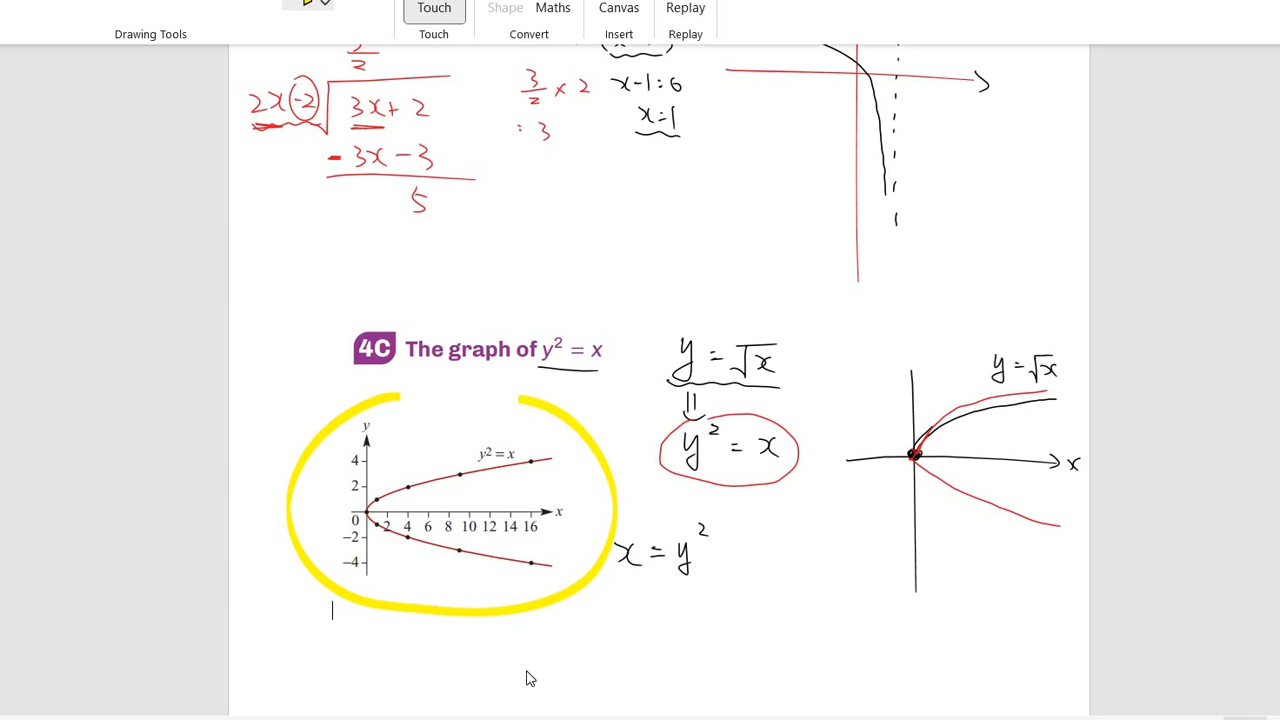 Touch Shape Maths Canvas Replay
Drawing Tools Touch Convert Insert Replay
2
2x-2 3x+2
- 3x-3
5
3/2 × 2
: 3
x-1=0
x=1
4C The graph of y² = x
y = √x
⇓
y² = x
x = y²
y
y² = x
4
2
0
2 4 6 8 10 12 14 16 x
-2
-4
y = √x
x